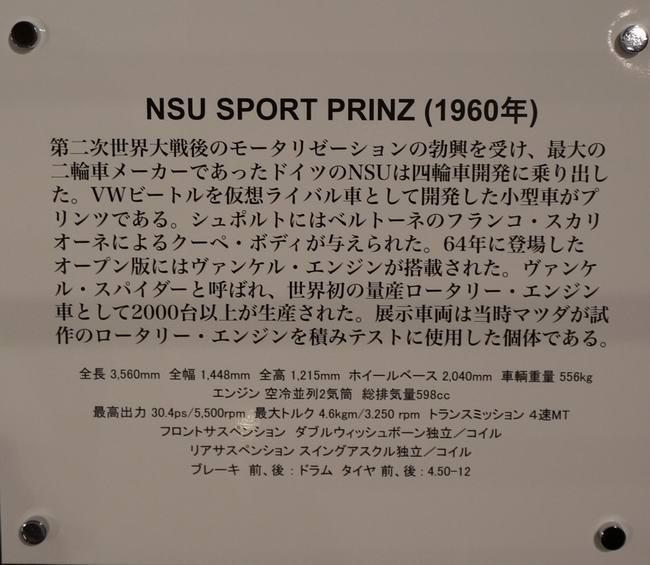 NSU SPORT PRINZ (1960年)
第二次世界大戦後のモータリゼーションの勃興を受け、最大の
二輪車メーカーであったドイツのNSUは四輪車開発に乗り出し
た。VWビートルを仮想ライバル車として開発した小型車がプ
リンツである。シュポルトにはベルトーネのフランコ・スカリ
オーネによるクーペ・ボディが与えられた。64年に登場した
オープン版にはヴァンケル・エンジンが搭載された。ヴァンケ
ル・スパイダーと呼ばれ、世界初の量産ロータリー・エンジン
車として2000台以上が生産された。展示車両は当時マツダが試
作のロータリー・エンジンを積みテストに使用した個体である。
全長 3,560mm 全幅 1,448mm 全高 1,215mm ホイールベース 2,040mm 車輌重量 556kg
エンジン 空冷並列2気筒 総排気量598cc
最高出力 30.4ps/5,500rpm 最大トルク 4.6kgm/3,250 rpm トランスミッション 4速MT
フロントサスペンション ダブルウィッシュボーン独立／コイル
リアサスペンション スイングアスクル独立／コイル
ブレーキ 前、後：ドラム タイヤ 前、後：4.50-12